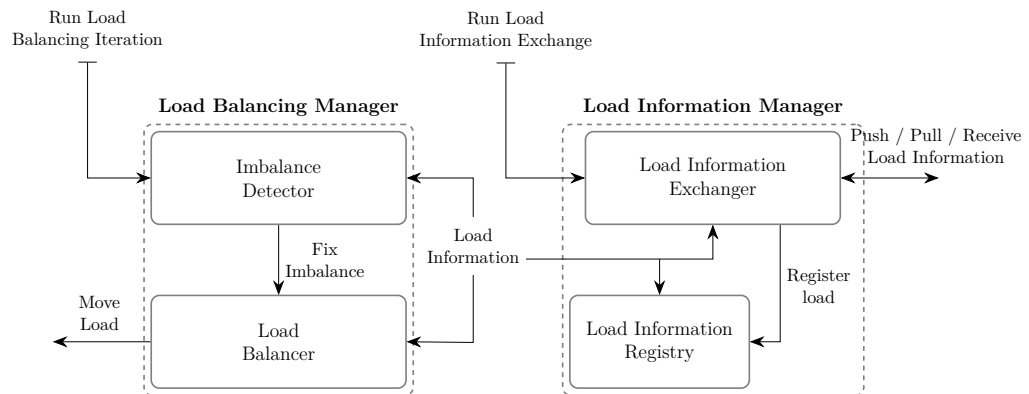 Run Load
Balancing Iteration
Run Load
Information Exchange
Load Balancing Manager
Load Information Manager
Imbalance
Detector
Load Information
Exchanger
Push / Pull / Receive
Load Information
Fix
Imbalance
Load
Information
Register
load
Move
Load
Load
Balancer
Load Information
Registry